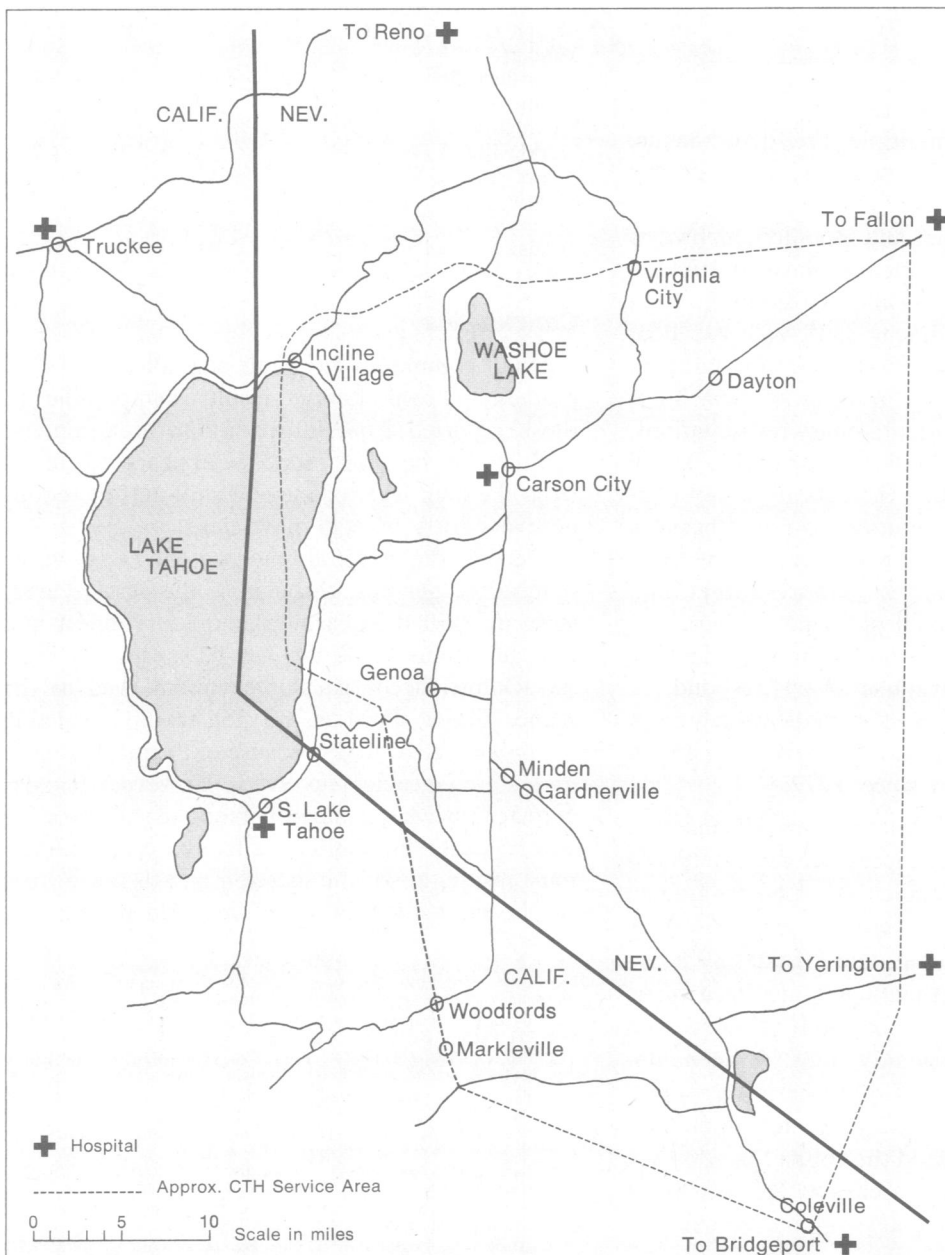 To Reno
CALIF.
NEV.
Truckee
To Fallon
Virginia
City
Incline
Village
WASHOE
LAKE
Dayton
Carson City
LAKE
TAHOE
Genoa
Stateline
Minden
Gardnerville
S. Lake
Tahoe
NEV.
To Yerington
CALIF.
Woodfords
Markleville
Hospital
Approx. CTH Service Area
0 5 10 Scale in miles
Coleville
To Bridgeport